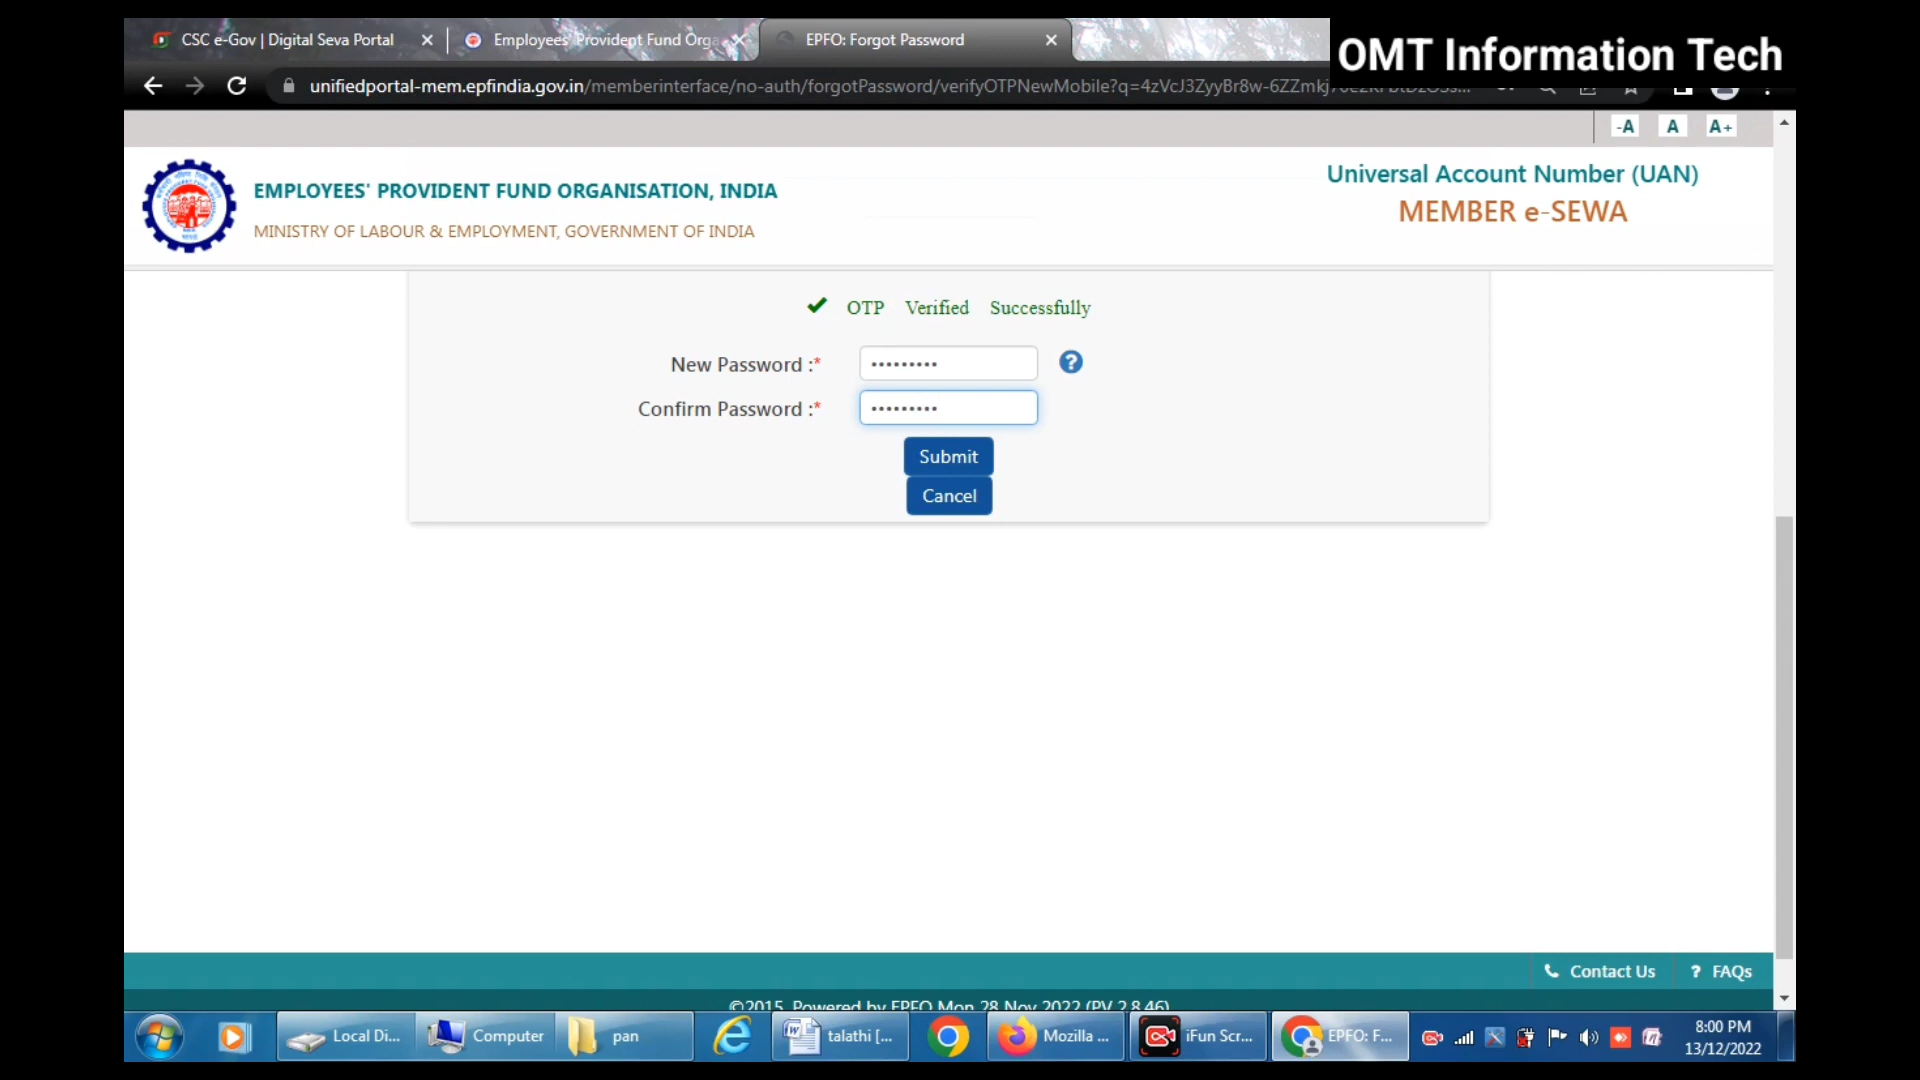 CSC e-Gov | Digital Seva Portal
Employees' Provident Fund Orga
EPFO: Forgot Password
OMT Information Tech
unifiedportal-mem.epfindia.gov.in/memberinterface/no-auth/forgotPassword/verifyOTPNewMobile?q=4zVcJ3ZyyBr8w-6ZZmkj
-A A A+
EMPLOYEES' PROVIDENT FUND ORGANISATION, INDIA
MINISTRY OF LABOUR & EMPLOYMENT, GOVERNMENT OF INDIA
Universal Account Number (UAN)
MEMBER e-SEWA
OTP Verified Successfully
New Password :*
Confirm Password :*
Submit
Cancel
Contact Us
? FAQs
©2015. Powered by EPFO Mon 28 Nov 2022 (PV 2.8.46)
Local Di...
Computer
pan
talathi [...
Mozilla ...
iFun Scr...
EPFO: F...
8:00 PM
13/12/2022